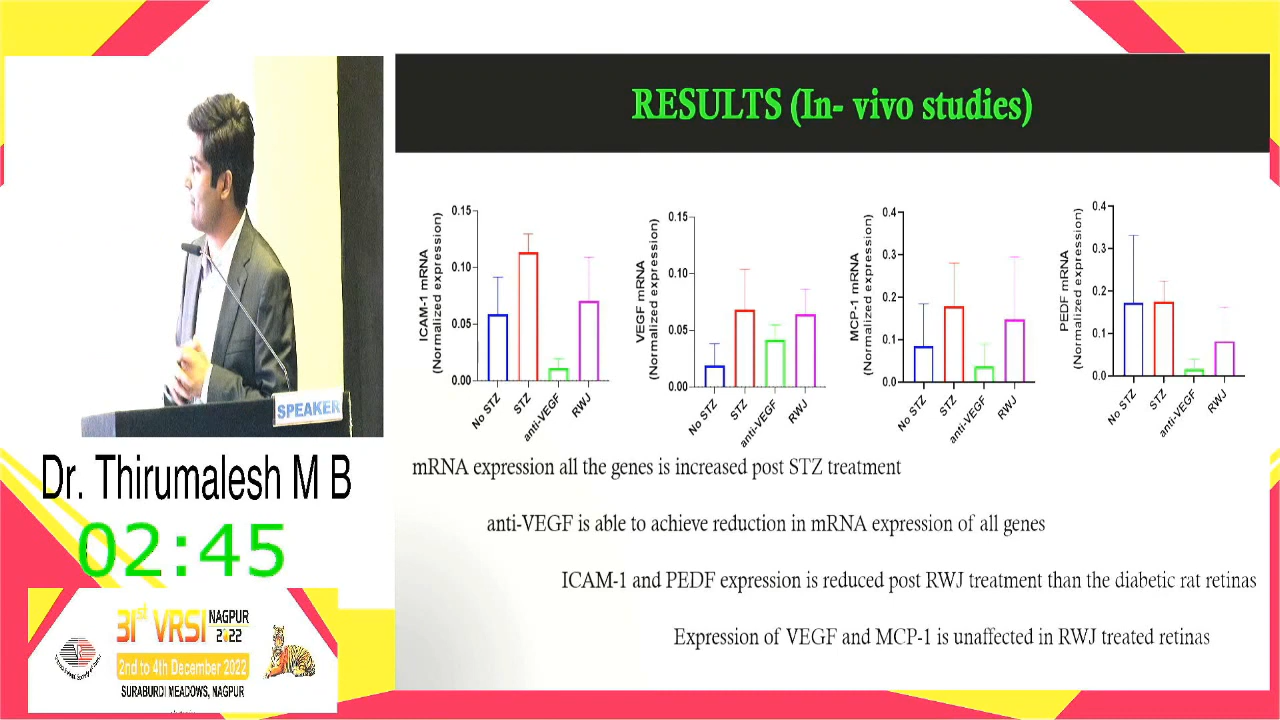 RESULTS (In- vivo studies)
ICAM-1 mRNA
(Normalized expression)
0.15
0.10
0.05
0.00
No STZ
STZ
anti-VEGF
RWJ
VEGF mRNA
(Normalized expression)
0.15
0.10
0.05
0.00
No STZ
STZ
anti-VEGF
RWJ
MCP-1 mRNA
(Normalized expression)
0.4
0.3
0.2
0.1
0.0
No STZ
STZ
anti-VEGF
RWJ
PEDF mRNA
(Normalized expression)
0.4
0.3
0.2
0.1
0.0
No STZ
STZ
anti-VEGF
RWJ
mRNA expression all the genes is increased post STZ treatment
anti-VEGF is able to achieve reduction in mRNA expression of all genes
ICAM-1 and PEDF expression is reduced post RWJ treatment than the diabetic rat retinas
Expression of VEGF and MCP-1 is unaffected in RWJ treated retinas
SPEAKER
Dr. Thirumalesh M B
02:45
31st VRSI NAGPUR
2022
2nd to 4th December 2022
SURABURDI MEADOWS, NAGPUR